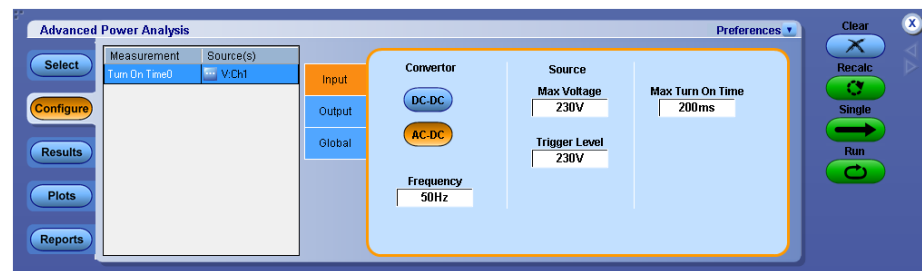 Advanced Power Analysis
Preferences
Clear
X
Select
Configure
Results
Plots
Reports
Measurement Source(s)
Turn On Time0 V:Ch1
Input
Output
Global
Convertor
DC-DC
AC-DC
Frequency
50Hz
Source
Max Voltage
230V
Trigger Level
230V
Max Turn On Time
200ms
Recalc
Single
Run